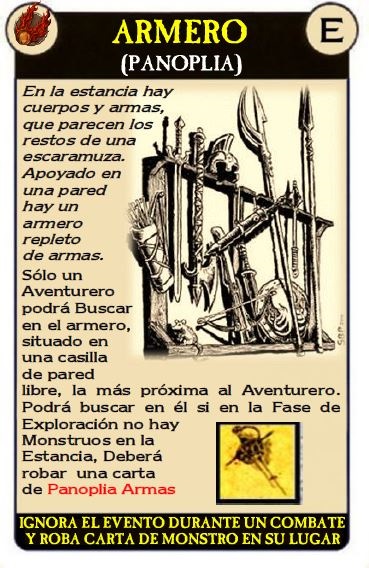 ARMERO
(PANOPLIA)
E
En la estancia hay
cuerpos y armas,
que parecen los
restos de una
escaramuza.
Apoyado en
una pared
hay un
armero
repleto
de armas.
Sólo un
Aventurero
podrá Buscar
en el armero,
situado en
una casilla
de pared
libre, la más próxima al Aventurero.
Podrá buscar en él si en la Fase de
Exploración no hay
Monstruos en la
Estancia, Deberá
robar una carta
de Panoplia Armas
IGNORA EL EVENTO DURANTE UN COMBATE
Y ROBA CARTA DE MONSTRO EN SU LUGAR